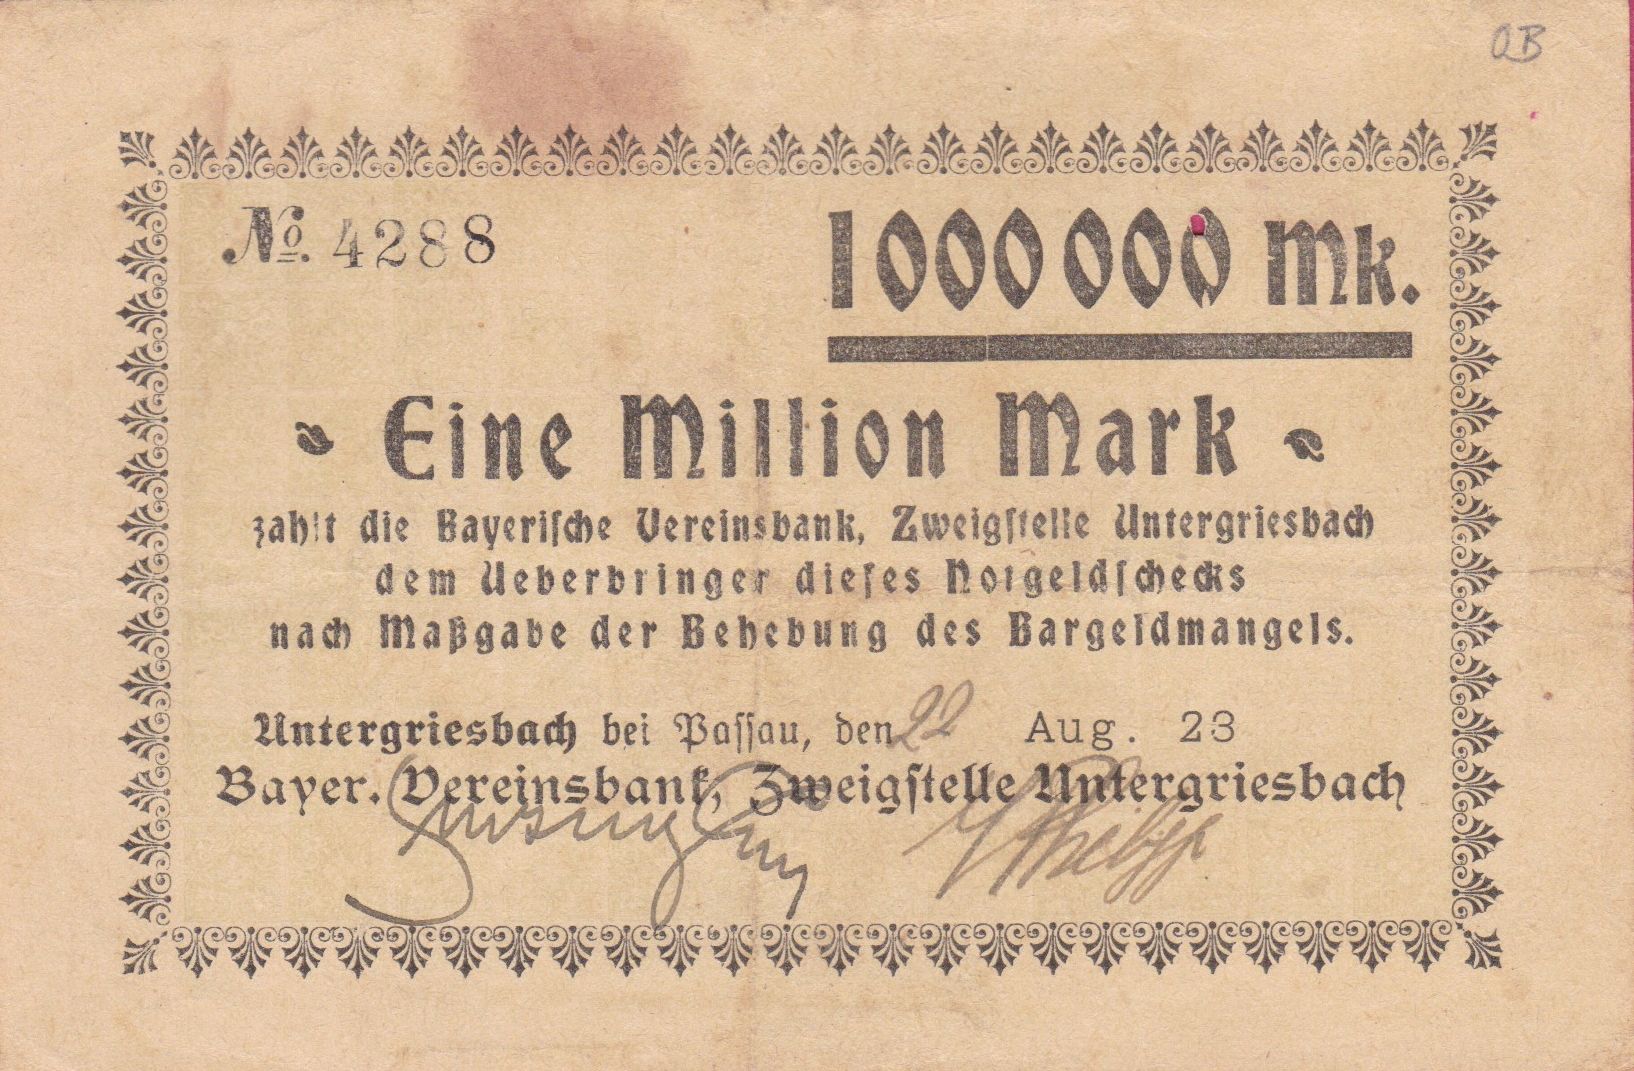 QB
No. 4288
1000000 Mk.
Eine Million Mark
zahlt die Bayerische Vereinsbank, Zweigstelle Untergriesbach
dem Ueberbringer dieses Notgeldschecks
nach Maßgabe der Behebung des Bargeldmangels.
Untergriesbach bei Passau, den 22 Aug. 23
Bayer. Vereinsbank, Zweigstelle Untergriesbach